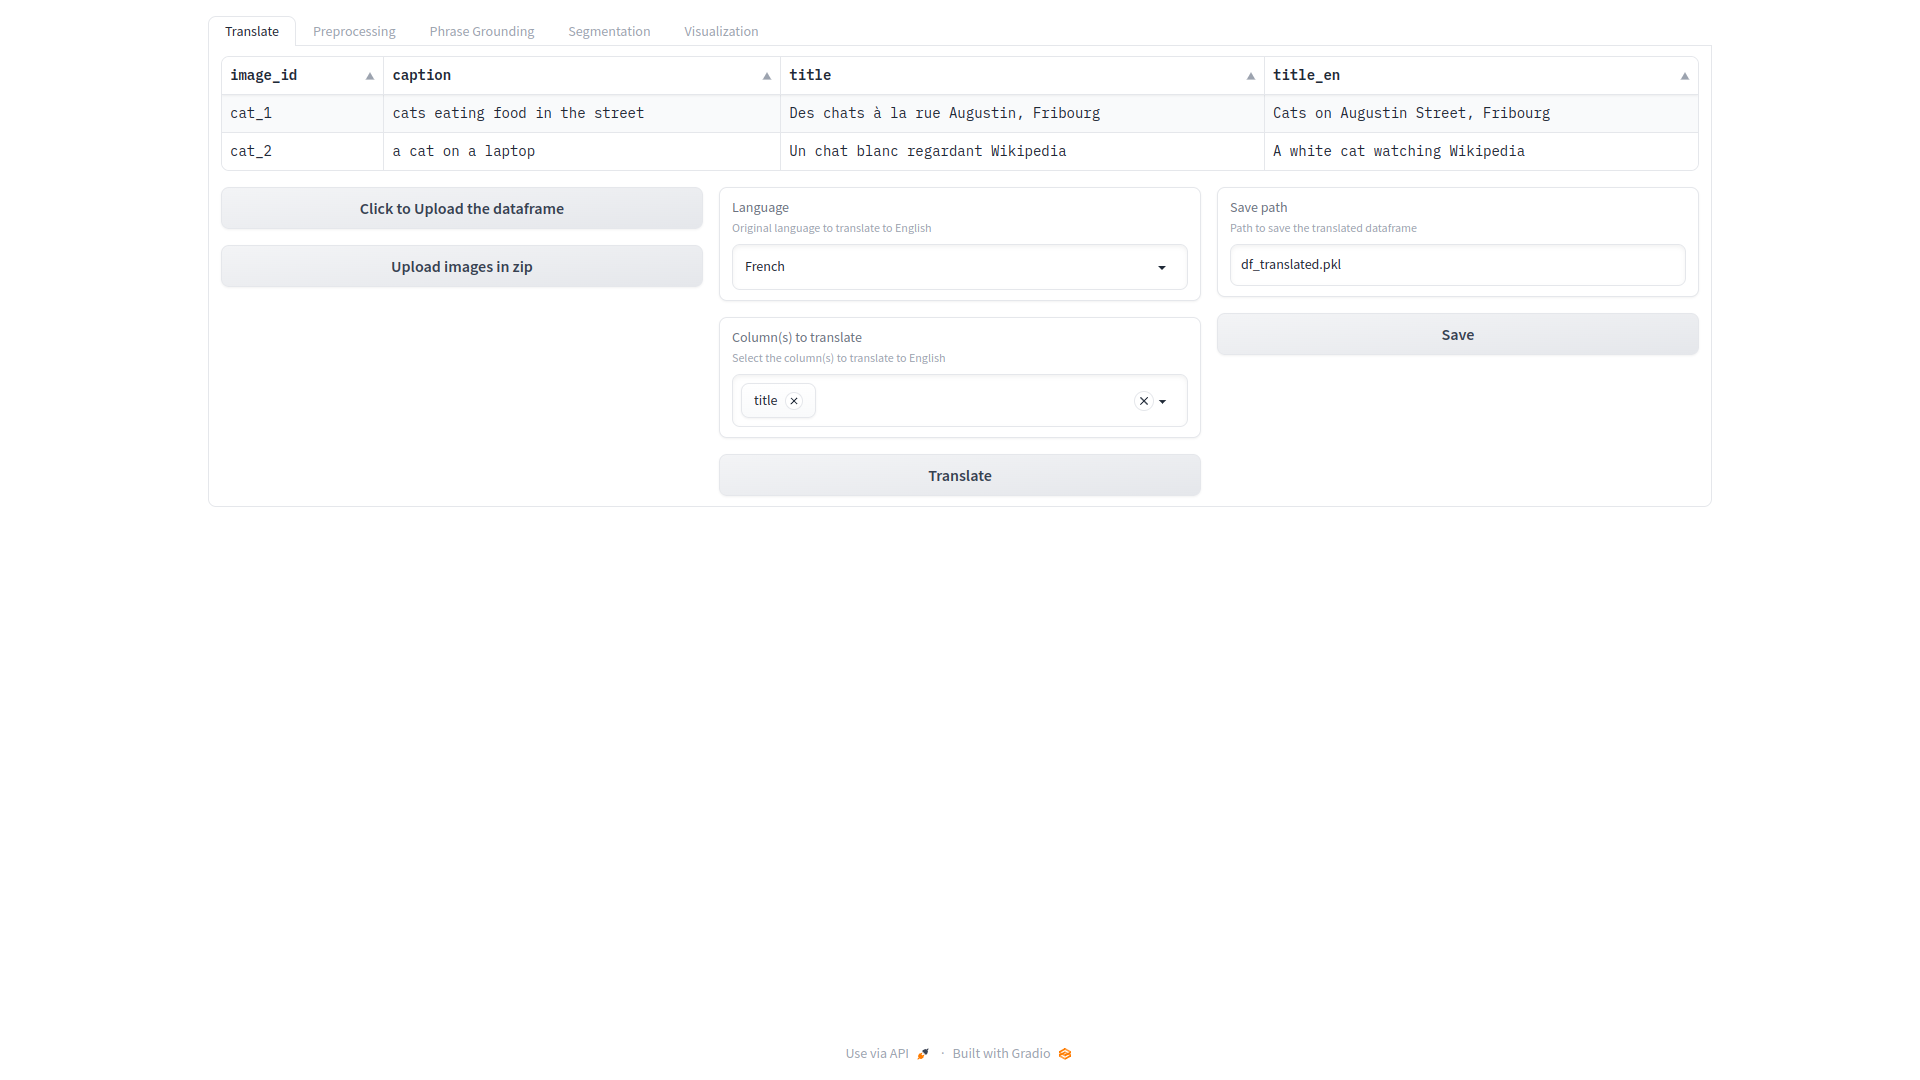 Translate Preprocessing Phrase Grounding Segmentation Visualization
image_id caption title title_en
cat_1 cats eating food in the street Des chats à la rue Augustin, Fribourg Cats on Augustin Street, Fribourg
cat_2 a cat on a laptop Un chat blanc regardant Wikipedia A white cat watching Wikipedia
Click to Upload the dataframe
Upload images in zip
Language
Original language to translate to English
French
Column(s) to translate
Select the column(s) to translate to English
title
Translate
Save path
Path to save the translated dataframe
df_translated.pkl
Save
Use via API · Built with Gradio